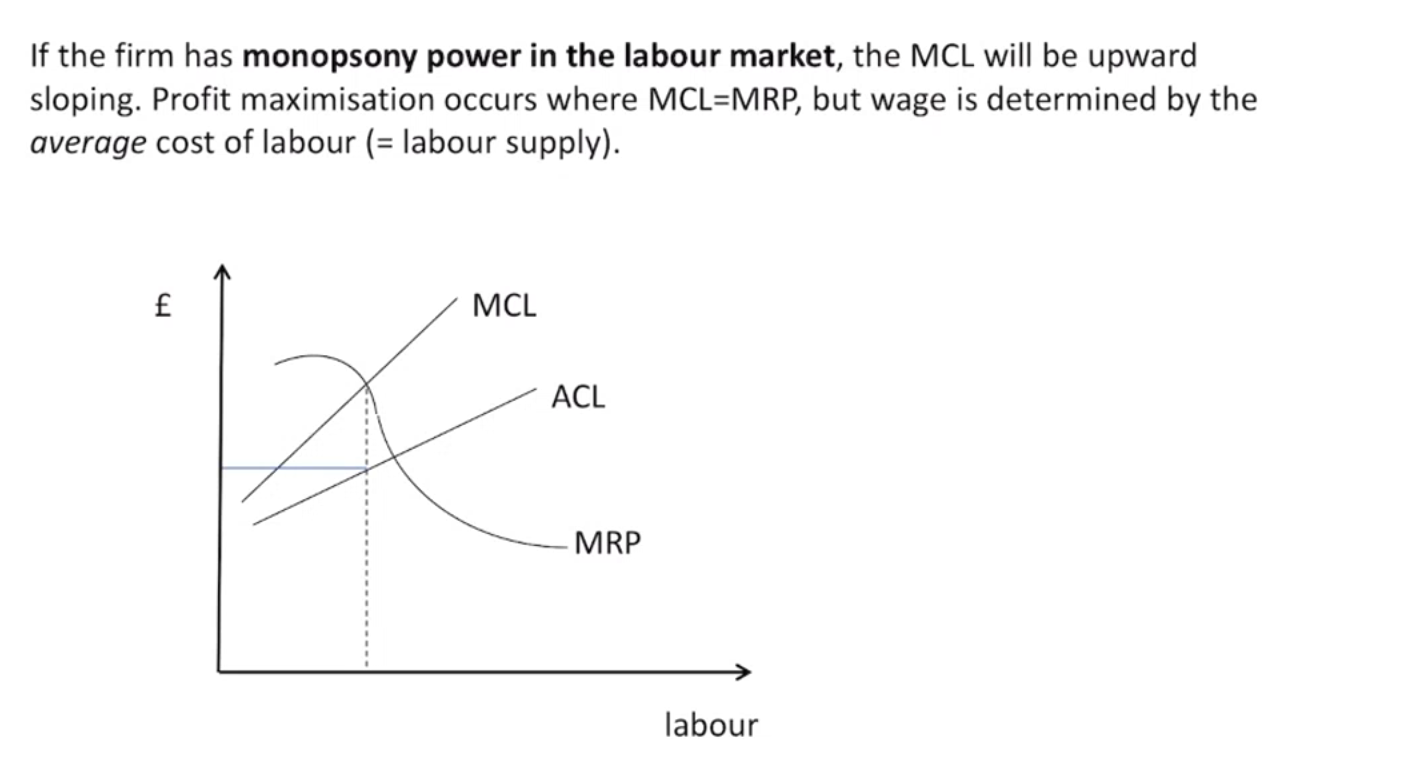 If the firm has monopsony power in the labour market, the MCL will be upward
sloping. Profit maximisation occurs where MCL=MRP, but wage is determined by the
average cost of labour (= labour supply).
£
MCL
ACL
MRP
labour